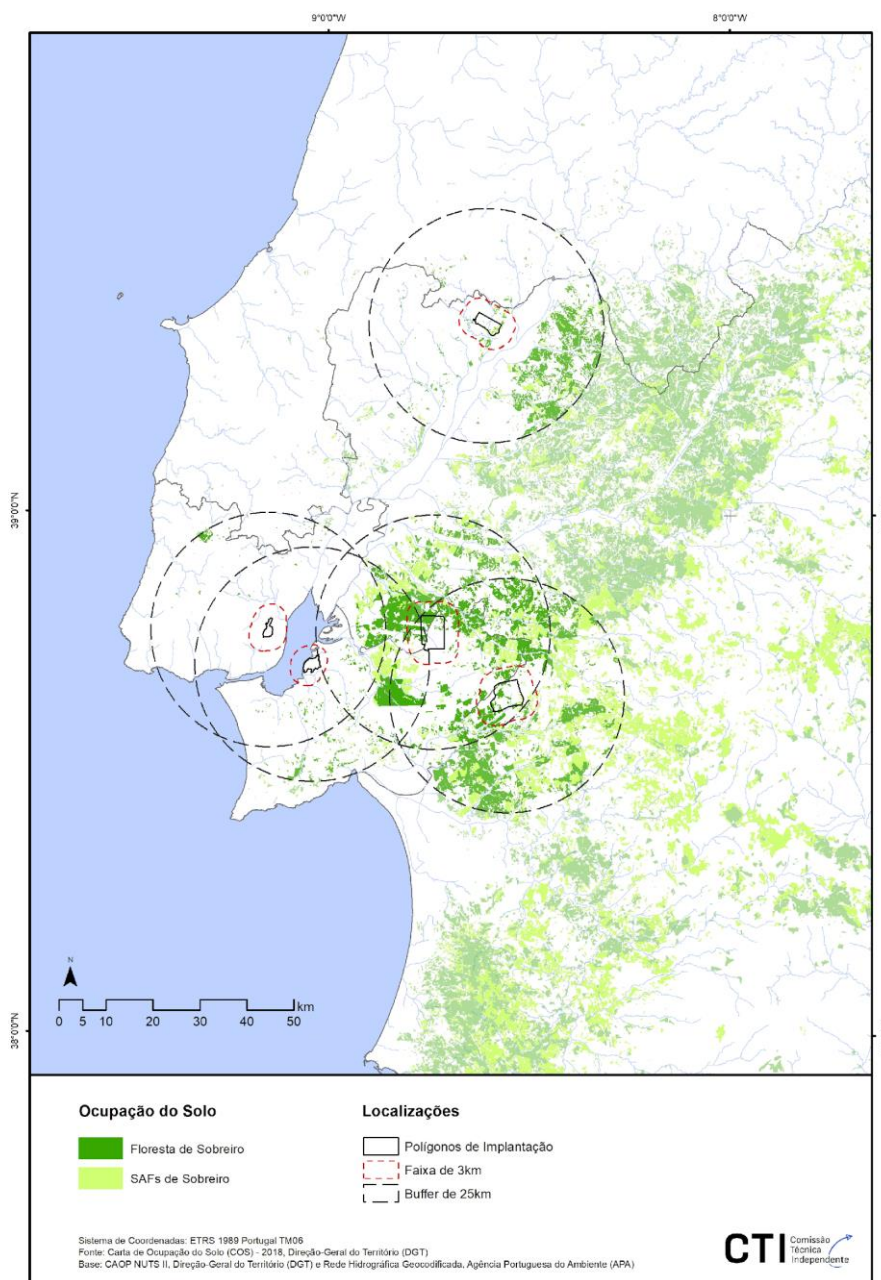 9°0'0"W 8°0'0"W
39°0'0"N
38°0'0"N
N
km
0 5 10 20 30 40 50
Ocupação do Solo
Floresta de Sobreiro
SAFs de Sobreiro
Localizações
Polígonos de Implantação
Faixa de 3km
Buffer de 25km
Sistema de Coordenadas: ETRS 1989 Portugal TM06
Fonte: Carta de Ocupação do Solo (COS) - 2018, Direção-Geral do Território (DGT)
Base: CAOP NUTS II, Direção-Geral do Território (DGT) e Rede Hidrográfica Geocodificada, Agência Portuguesa do Ambiente (APA)
CTI
Comissão
Técnica
Independente